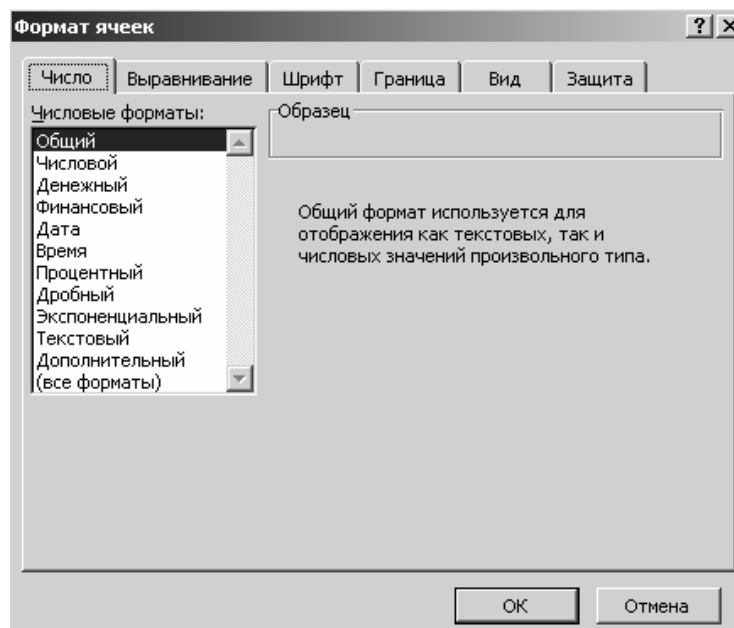 Формат ячеек
Число Выравнивание Шрифт Граница Вид Защита
Числовые форматы:
Образец
Общий
Числовой
Денежный
Финансовый
Дата
Время
Процентный
Дробный
Экспоненциальный
Текстовый
Дополнительный
(все форматы)
Общий формат используется для
отображения как текстовых, так и
числовых значений произвольного типа.
ОК Отмена